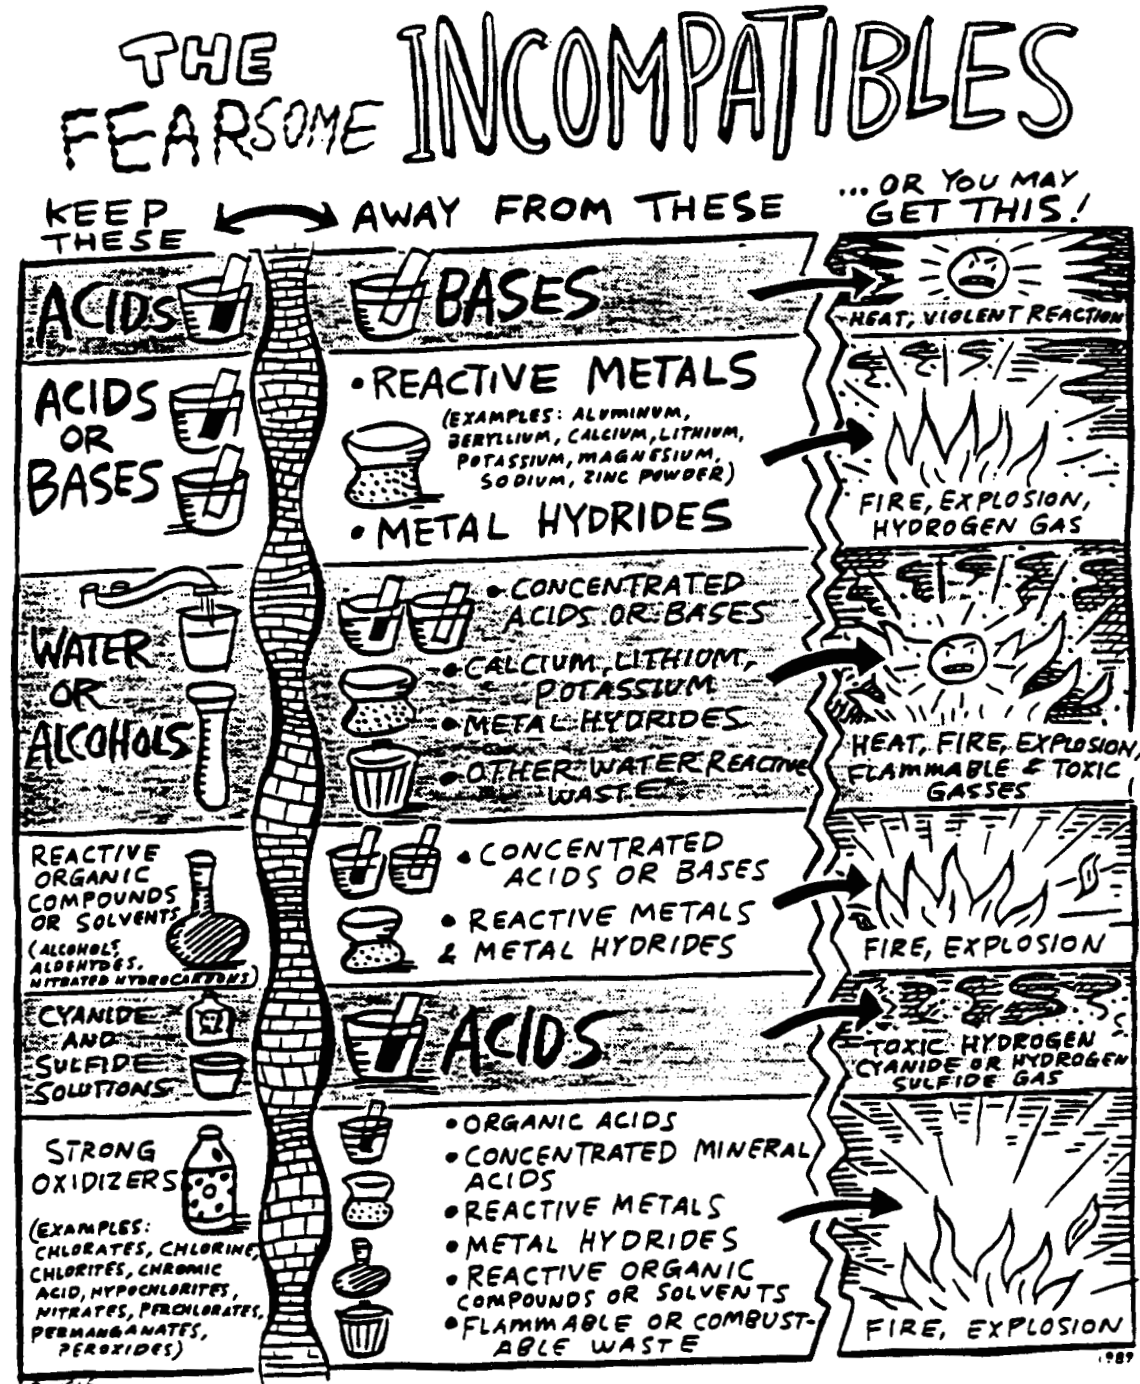 THE
FEARSOME
INCOMPATIBLES
KEEP
THESE
AWAY FROM THESE
...OR YOU MAY
GET THIS!
ACIDS
BASES
HEAT, VIOLENT REACTION
ACIDS
OR
BASES
• REACTIVE METALS
(EXAMPLES: ALUMINUM,
BERYLLIUM, CALCIUM, LITHIUM,
POTASSIUM, MAGNESIUM,
SODIUM, ZINC POWDER)
• METAL HYDRIDES
FIRE, EXPLOSION,
HYDROGEN GAS
WATER
OR
ALCOHOLS
• CONCENTRATED
ACIDS OR BASES
• CALCIUM, LITHIUM,
POTASSIUM
• METAL HYDRIDES
• OTHER WATER REACTIVE
WASTE
HEAT, FIRE, EXPLOSION,
FLAMMABLE & TOXIC
GASSES
REACTIVE
ORGANIC
COMPOUNDS
OR SOLVENTS
(ALCOHOLS,
ALDEHYDES,
NITRATED HYDROCARBONS)
• CONCENTRATED
ACIDS OR BASES
• REACTIVE METALS
& METAL HYDRIDES
FIRE, EXPLOSION
CYANIDE
AND
SULFIDE
SOLUTIONS
ACIDS
TOXIC HYDROGEN
CYANIDE OR HYDROGEN
SULFIDE GAS
STRONG
OXIDIZERS
(EXAMPLES:
CHLORATES, CHLORINE,
CHLORITES, CHROMIC
ACID, HYPOCHLORITES,
NITRATES, PERCHLORATES,
PERMANGANATES,
PEROXIDES)
• ORGANIC ACIDS
• CONCENTRATED MINERAL
ACIDS
• REACTIVE METALS
• METAL HYDRIDES
• REACTIVE ORGANIC
COMPOUNDS OR SOLVENTS
• FLAMMABLE OR COMBUST-
ABLE WASTE
FIRE, EXPLOSION
1989